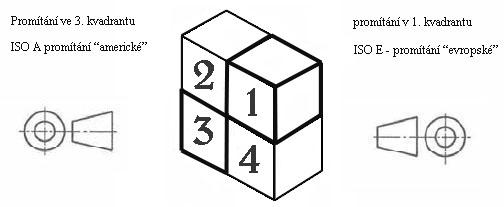 Promítání ve 3. kvadrantu
ISO A promítání “americké”
2
1
3
4
promítání v 1. kvadrantu
ISO E - promítání “evropské”